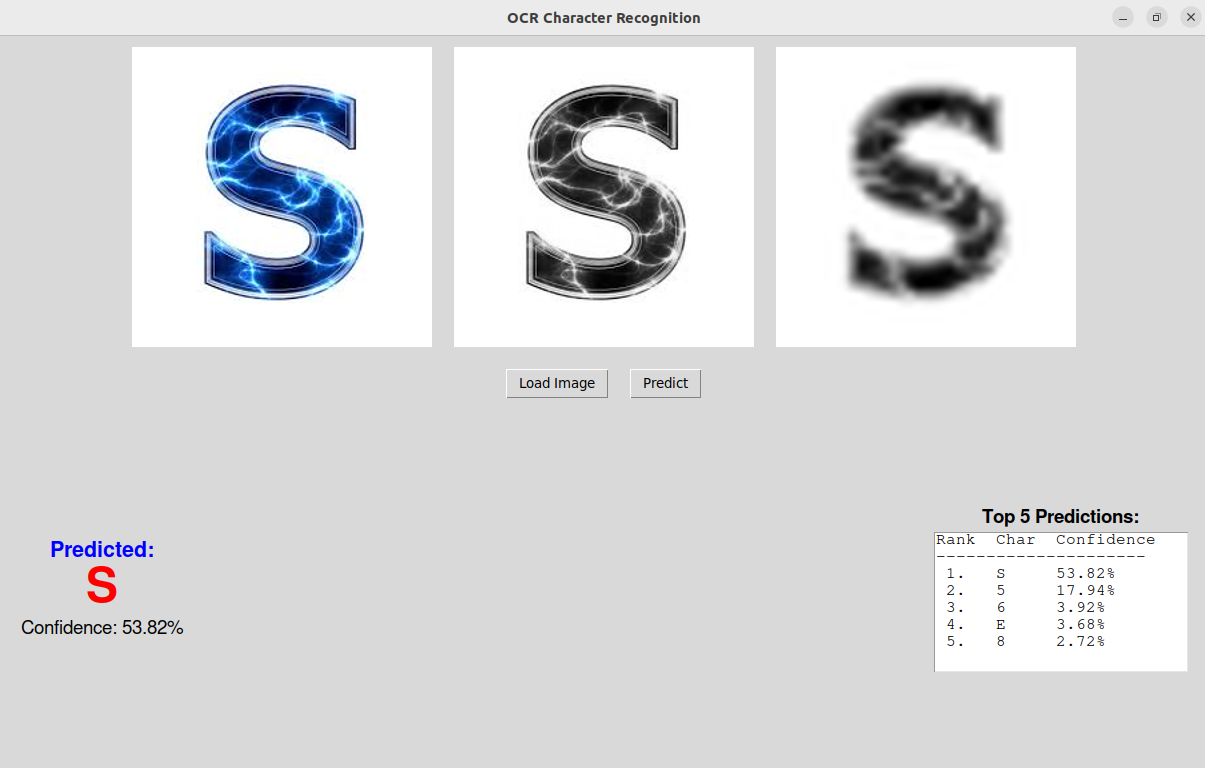 OCR Character Recognition
S S S
Load Image Predict
Predicted:
S
Confidence: 53.82%
Top 5 Predictions:
Rank Char Confidence
---------------------
1. S 53.82%
2. 5 17.94%
3. 6 3.92%
4. E 3.68%
5. 8 2.72%